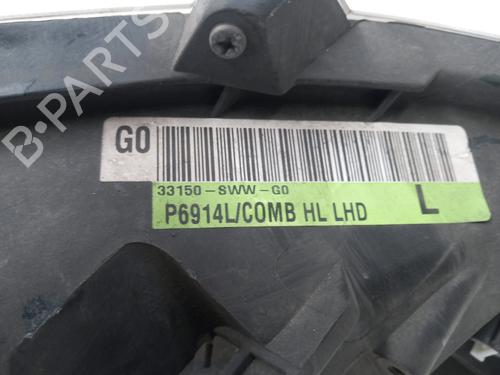 B-PARTS
G0
33150-SWW-G0
P6914L/COMB HL LHD
L